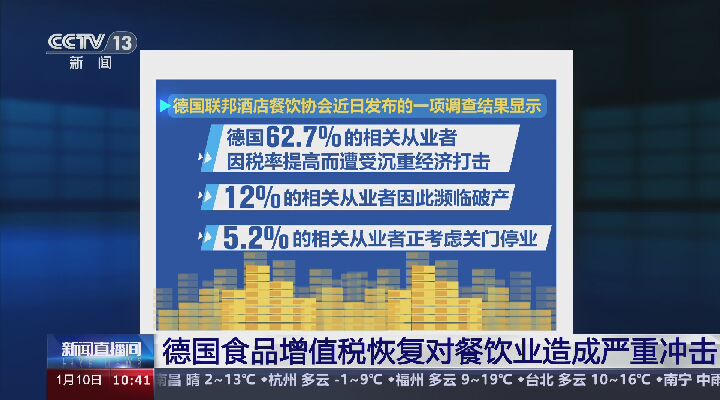 CCTV 13
新闻
德国联邦酒店餐饮协会近日发布的一项调查结果显示
德国62.7%的相关从业者
因税率提高而遭受沉重经济打击
12%的相关从业者因此濒临破产
5.2%的相关从业者正考虑关门停业
新闻直播间
德国食品增值税恢复对餐饮业造成严重冲击
1月10日 10:41 南昌 晴 2~13℃ •杭州 多云 -1~9℃ •福州 多云 9~19℃ •台北 多云 10~16℃ •南宁 中雨